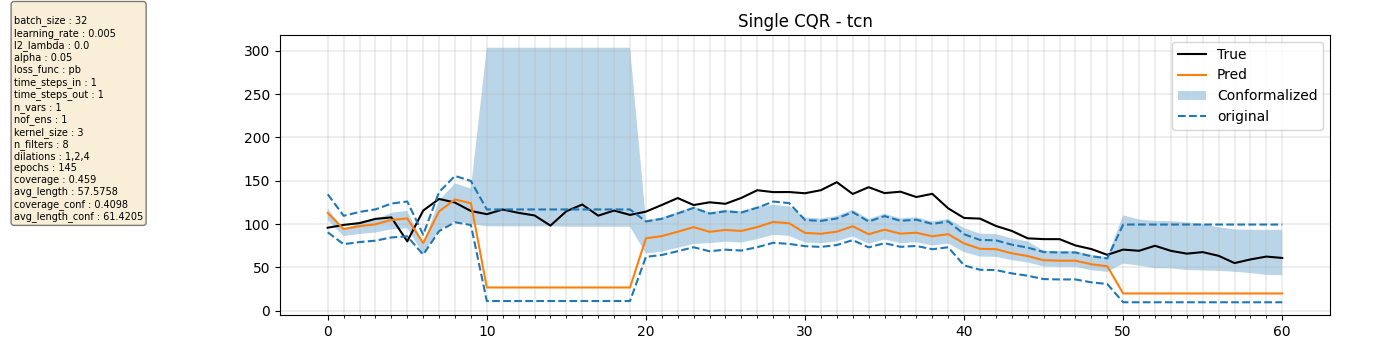 batch_size : 32
learning_rate : 0.005
l2_lambda : 0.0
alpha : 0.05
loss_func : pb
time_steps_in : 1
time_steps_out : 1
n_vars : 1
nof_ens : 1
kernel_size : 3
n_filters : 8
dilations : 1,2,4
epochs : 145
coverage : 0.459
avg_length : 57.5758
coverage_conf : 0.4098
avg_length_conf : 61.4205
Single CQR - tcn
300
250
200
150
100
50
0
True
Pred
Conformalized
original
0 10 20 30 40 50 60